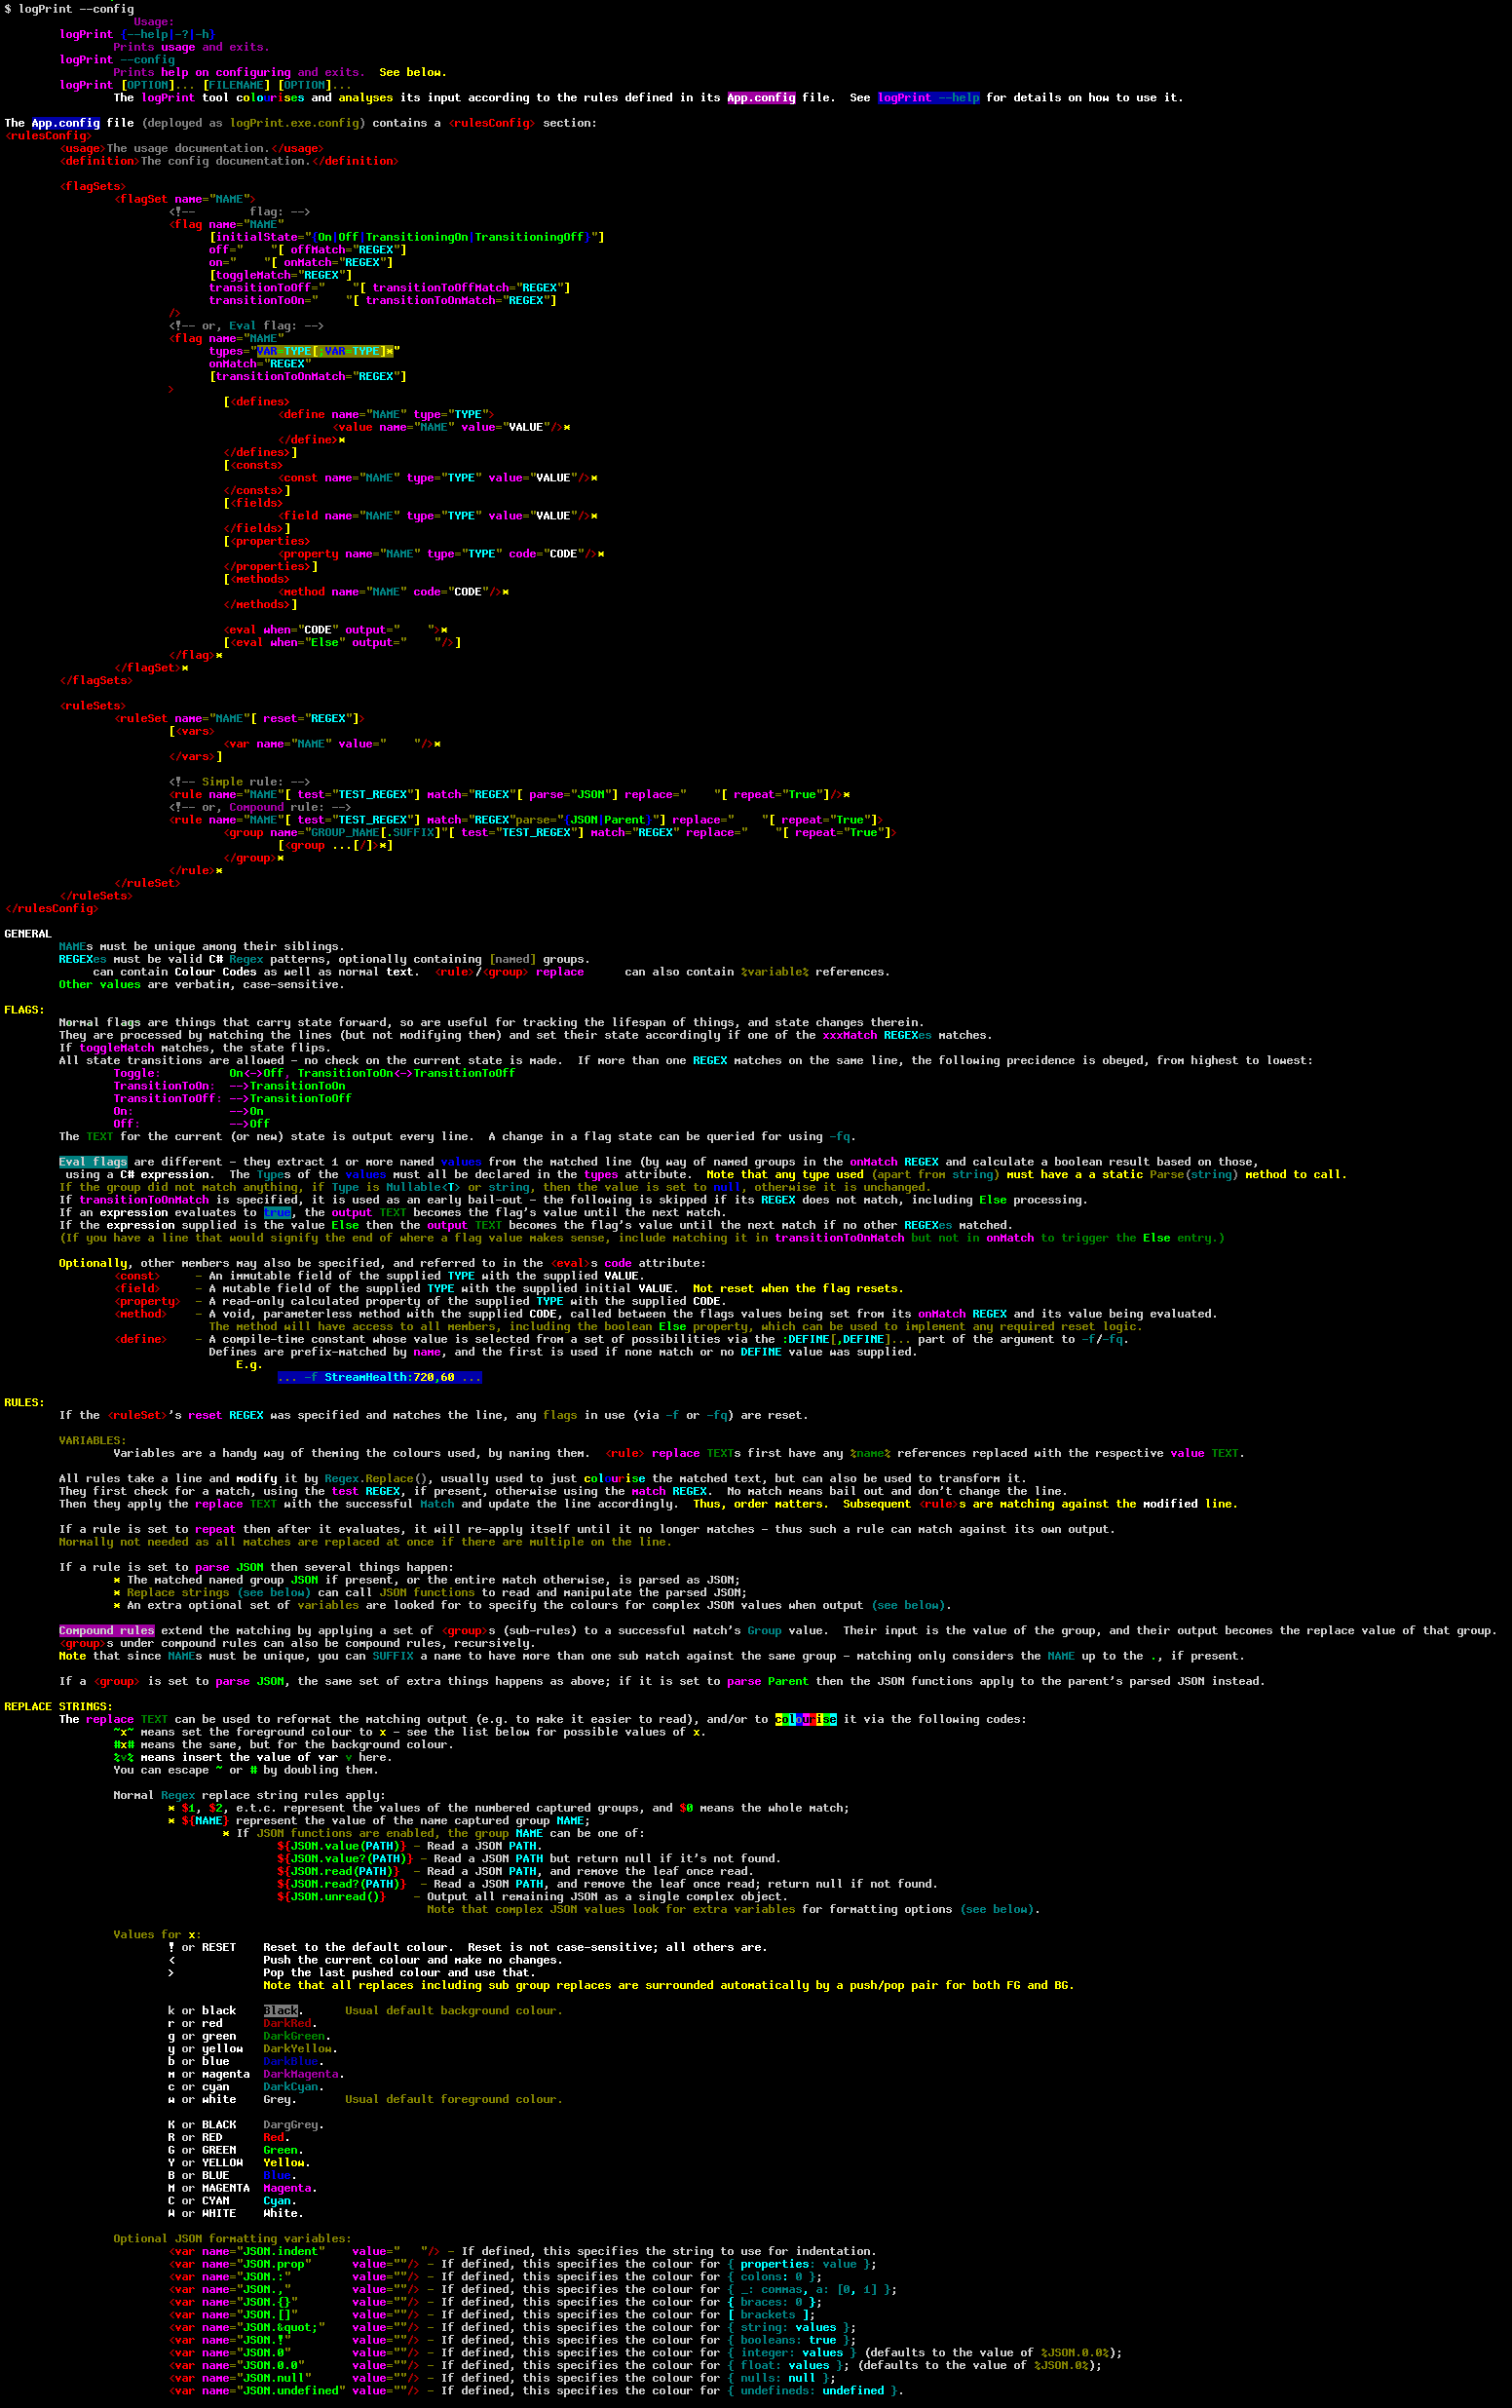 $ logPrint --config
Usage:
logPrint {--help|-?|-h}
Prints usage and exits.
logPrint --config
Prints help on configuring and exits.  See below.
logPrint [OPTION]... [FILENAME] [OPTION]...
The logPrint tool colourises and analyses its input according to the rules defined in its App.config file.  See logPrint --help for details on how to use it.
The App.config file (deployed as logPrint.exe.config) contains a <rulesConfig> section:
<rulesConfig>
<usage>The usage documentation.</usage>
<definition>The config documentation.</definition>
<flagSets>
<flagSet name="NAME">
<!--        flag: -->
<flag name="NAME"
[initialState="{On|Off|TransitioningOn|TransitioningOff}"]
off="    "[ offMatch="REGEX"]
on="    "[ onMatch="REGEX"]
[toggleMatch="REGEX"]
transitionToOff="    "[ transitionToOffMatch="REGEX"]
transitionToOn="    "[ transitionToOnMatch="REGEX"]
/>
<!-- or, Eval flag: -->
<flag name="NAME"
types="VAR=TYPE[;VAR=TYPE]*"
onMatch="REGEX"
[transitionToOnMatch="REGEX"]
>
[<defines>
<define name="NAME" type="TYPE">
<value name="NAME" value="VALUE"/>*
</define>*
</defines>]
[<consts>
<const name="NAME" type="TYPE" value="VALUE"/>*
</consts>]
[<fields>
<field name="NAME" type="TYPE" value="VALUE"/>*
</fields>]
[<properties>
<property name="NAME" type="TYPE" code="CODE"/>*
</properties>]
[<methods>
<method name="NAME" code="CODE"/>*
</methods>]
<eval when="CODE" output="    ">*
[<eval when="Else" output="    "/>]
</flag>*
</flagSet>*
</flagSets>
<ruleSets>
<ruleSet name="NAME"[ reset="REGEX"]>
[<vars>
<var name="NAME" value="    "/>*
</vars>]
<!-- Simple rule: -->
<rule name="NAME"[ test="TEST_REGEX"] match="REGEX"[ parse="JSON"] replace="    "[ repeat="True"]/>*
<!-- or, Compound rule: -->
<rule name="NAME"[ test="TEST_REGEX"] match="REGEX"parse="{JSON|Parent}"] replace="    "[ repeat="True"]>
<group name="GROUP_NAME[.SUFFIX]"[ test="TEST_REGEX"] match="REGEX" replace="    "[ repeat="True"]>
[<group ...[/]>*]
</group>*
</rule>*
</ruleSet>
</ruleSets>
</rulesConfig>
GENERAL
NAMEs must be unique among their siblings.
REGEXes must be valid C# Regex patterns, optionally containing [named] groups.
can contain Colour Codes as well as normal text.  <rule>/<group> replace      can also contain %variable% references.
Other values are verbatim, case-sensitive.
FLAGS:
Normal flags are things that carry state forward, so are useful for tracking the lifespan of things, and state changes therein.
They are processed by matching the lines (but not modifying them) and set their state accordingly if one of the xxxMatch REGEXes matches.
If toggleMatch matches, the state flips.
All state transitions are allowed - no check on the current state is made.  If more than one REGEX matches on the same line, the following precidence is obeyed, from highest to lowest:
Toggle:          On<->Off, TransitionToOn<->TransitionToOff
TransitionToOn:  -->TransitionToOn
TransitionToOff: -->TransitionToOff
On:              -->On
Off:             -->Off
The TEXT for the current (or new) state is output every line.  A change in a flag state can be queried for using -fq.
Eval flags are different - they extract 1 or more named values from the matched line (by way of named groups in the onMatch REGEX and calculate a boolean result based on those,
using a C# expression.  The Types of the values must all be declared in the types attribute.  Note that any type used (apart from string) must have a a static Parse(string) method to call.
If the group did not match anything, if Type is Nullable<T> or string, then the value is set to null, otherwise it is unchanged.
If transitionToOnMatch is specified, it is used as an early bail-out - the following is skipped if its REGEX does not match, including Else processing.
If an expression evaluates to true, the output TEXT becomes the flag's value until the next match.
If the expression supplied is the value Else then the output TEXT becomes the flag's value until the next match if no other REGEXes matched.
(If you have a line that would signify the end of where a flag value makes sense, include matching it in transitionToOnMatch but not in onMatch to trigger the Else entry.)
Optionally, other members may also be specified, and referred to in the <eval>s code attribute:
<const>     - An immutable field of the supplied TYPE with the supplied VALUE.
<field>     - A mutable field of the supplied TYPE with the supplied initial VALUE.  Not reset when the flag resets.
<property>  - A read-only calculated property of the supplied TYPE with the supplied CODE.
<method>    - A void, parameterless method with the supplied CODE, called between the flags values being set from its onMatch REGEX and its value being evaluated.
The method will have access to all members, including the boolean Else property, which can be used to implement any required reset logic.
<define>    - A compile-time constant whose value is selected from a set of possibilities via the :DEFINE[,DEFINE]... part of the argument to -f/-fq.
Defines are prefix-matched by name, and the first is used if none match or no DEFINE value was supplied.
E.g.
... -f StreamHealth:720,60 ...
RULES:
If the <ruleSet>'s reset REGEX was specified and matches the line, any flags in use (via -f or -fq) are reset.
VARIABLES:
Variables are a handy way of theming the colours used, by naming them.  <rule> replace TEXTs first have any %name% references replaced with the respective value TEXT.
All rules take a line and modify it by Regex.Replace(), usually used to just colourise the matched text, but can also be used to transform it.
They first check for a match, using the test REGEX, if present, otherwise using the match REGEX.  No match means bail out and don't change the line.
Then they apply the replace TEXT with the successful Match and update the line accordingly.  Thus, order matters.  Subsequent <rule>s are matching against the modified line.
If a rule is set to repeat then after it evaluates, it will re-apply itself until it no longer matches - thus such a rule can match against its own output.
Normally not needed as all matches are replaced at once if there are multiple on the line.
If a rule is set to parse JSON then several things happen:
* The matched named group JSON if present, or the entire match otherwise, is parsed as JSON;
* Replace strings (see below) can call JSON functions to read and manipulate the parsed JSON;
* An extra optional set of variables are looked for to specify the colours for complex JSON values when output (see below).
Compound rules extend the matching by applying a set of <group>s (sub-rules) to a successful match's Group value.  Their input is the value of the group, and their output becomes the replace value of that group.
<group>s under compound rules can also be compound rules, recursively.
Note that since NAMEs must be unique, you can SUFFIX a name to have more than one sub match against the same group - matching only considers the NAME up to the ., if present.
If a <group> is set to parse JSON, the same set of extra things happens as above; if it is set to parse Parent then the JSON functions apply to the parent's parsed JSON instead.
REPLACE STRINGS:
The replace TEXT can be used to reformat the matching output (e.g. to make it easier to read), and/or to colourise it via the following codes:
~x~ means set the foreground colour to x - see the list below for possible values of x.
#x# means the same, but for the background colour.
%v% means insert the value of var v here.
You can escape ~ or # by doubling them.
Normal Regex replace string rules apply:
* $1, $2, e.t.c. represent the values of the numbered captured groups, and $0 means the whole match;
* ${NAME} represent the value of the name captured group NAME;
* If JSON functions are enabled, the group NAME can be one of:
${JSON.value(PATH)} - Read a JSON PATH.
${JSON.value?(PATH)} - Read a JSON PATH but return null if it's not found.
${JSON.read(PATH)}  - Read a JSON PATH, and remove the leaf once read.
${JSON.read?(PATH)}  - Read a JSON PATH, and remove the leaf once read; return null if not found.
${JSON.unread()}    - Output all remaining JSON as a single complex object.
Note that complex JSON values look for extra variables for formatting options (see below).
Values for x:
! or RESET    Reset to the default colour.  Reset is not case-sensitive; all others are.
<             Push the current colour and make no changes.
>             Pop the last pushed colour and use that.
Note that all replaces including sub group replaces are surrounded automatically by a push/pop pair for both FG and BG.
k or black    Black.      Usual default background colour.
r or red      DarkRed.
g or green    DarkGreen.
y or yellow   DarkYellow.
b or blue     DarkBlue.
m or magenta  DarkMagenta.
c or cyan     DarkCyan.
w or white    Grey.       Usual default foreground colour.
K or BLACK    DargGrey.
R or RED      Red.
G or GREEN    Green.
Y or YELLOW   Yellow.
B or BLUE     Blue.
M or MAGENTA  Magenta.
C or CYAN     Cyan.
W or WHITE    White.
Optional JSON formatting variables:
<var name="JSON.indent"    value="   "/> - If defined, this specifies the string to use for indentation.
<var name="JSON.prop"      value=""/> - If defined, this specifies the colour for { properties: value };
<var name="JSON.:"         value=""/> - If defined, this specifies the colour for { colons: 0 };
<var name="JSON.,"         value=""/> - If defined, this specifies the colour for { _: commas, a: [0, 1] };
<var name="JSON.{}"        value=""/> - If defined, this specifies the colour for { braces: 0 };
<var name="JSON.[]"        value=""/> - If defined, this specifies the colour for [ brackets ];
<var name="JSON.&quot;"    value=""/> - If defined, this specifies the colour for { string: values };
<var name="JSON.!"         value=""/> - If defined, this specifies the colour for { booleans: true };
<var name="JSON.0"         value=""/> - If defined, this specifies the colour for { integer: values } (defaults to the value of %JSON.0.0%);
<var name="JSON.0.0"       value=""/> - If defined, this specifies the colour for { float: values }; (defaults to the value of %JSON.0%);
<var name="JSON.null"      value=""/> - If defined, this specifies the colour for { nulls: null };
<var name="JSON.undefined" value=""/> - If defined, this specifies the colour for { undefineds: undefined }.